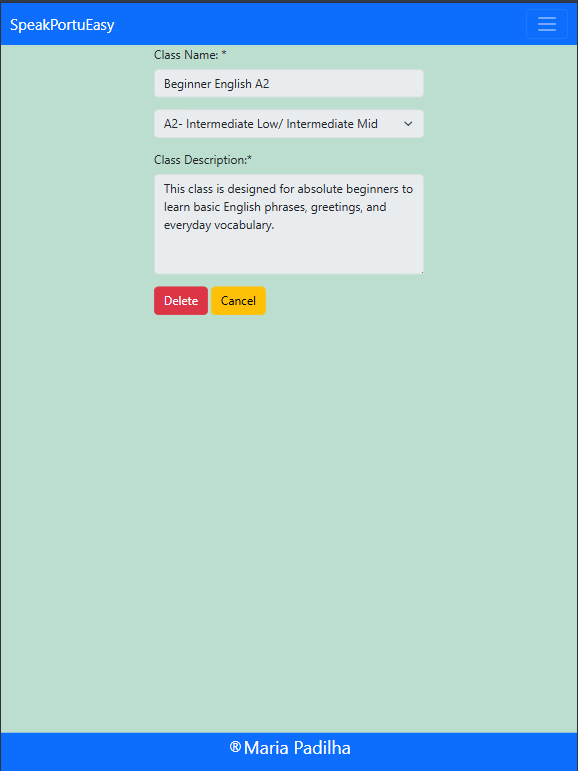 SpeakPortuEasy
Class Name: *
Beginner English A2
A2- Intermediate Low/ Intermediate Mid
Class Description:*
This class is designed for absolute beginners to
learn basic English phrases, greetings, and
everyday vocabulary.
Delete Cancel
®Maria Padilha